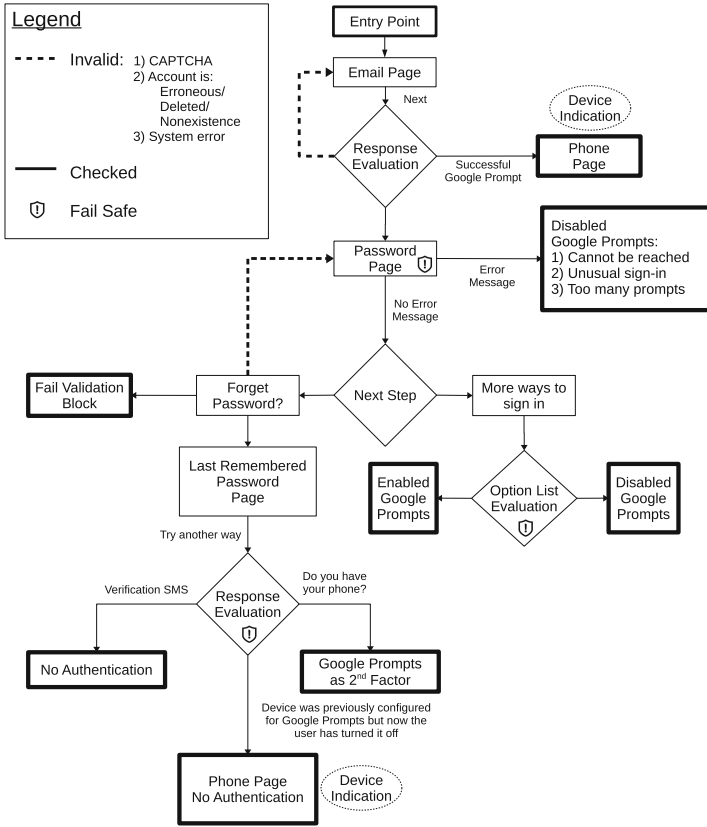 Legend
Invalid: 1) CAPTCHA
2) Account is:
Erroneous/
Deleted/
Nonexistence
3) System error
Checked
Fail Safe
Entry Point
Email Page
Next
Response
Evaluation
Successful
Google Prompt
Device
Indication
Phone
Page
Password
Page
Error
Message
Disabled
Google Prompts:
1) Cannot be reached
2) Unusual sign-in
3) Too many prompts
No Error
Message
Next Step
Forget
Password?
Fail Validation
Block
More ways to
sign in
Option List
Evaluation
Enabled
Google
Prompts
Disabled
Google
Prompts
Last Remembered
Password
Page
Try another way
Response
Evaluation
Verification SMS
Do you have
your phone?
No Authentication
Google Prompts
as 2nd Factor
Device was previously configured
for Google Prompts but now the
user has turned it off
Phone Page
No Authentication
Device
Indication